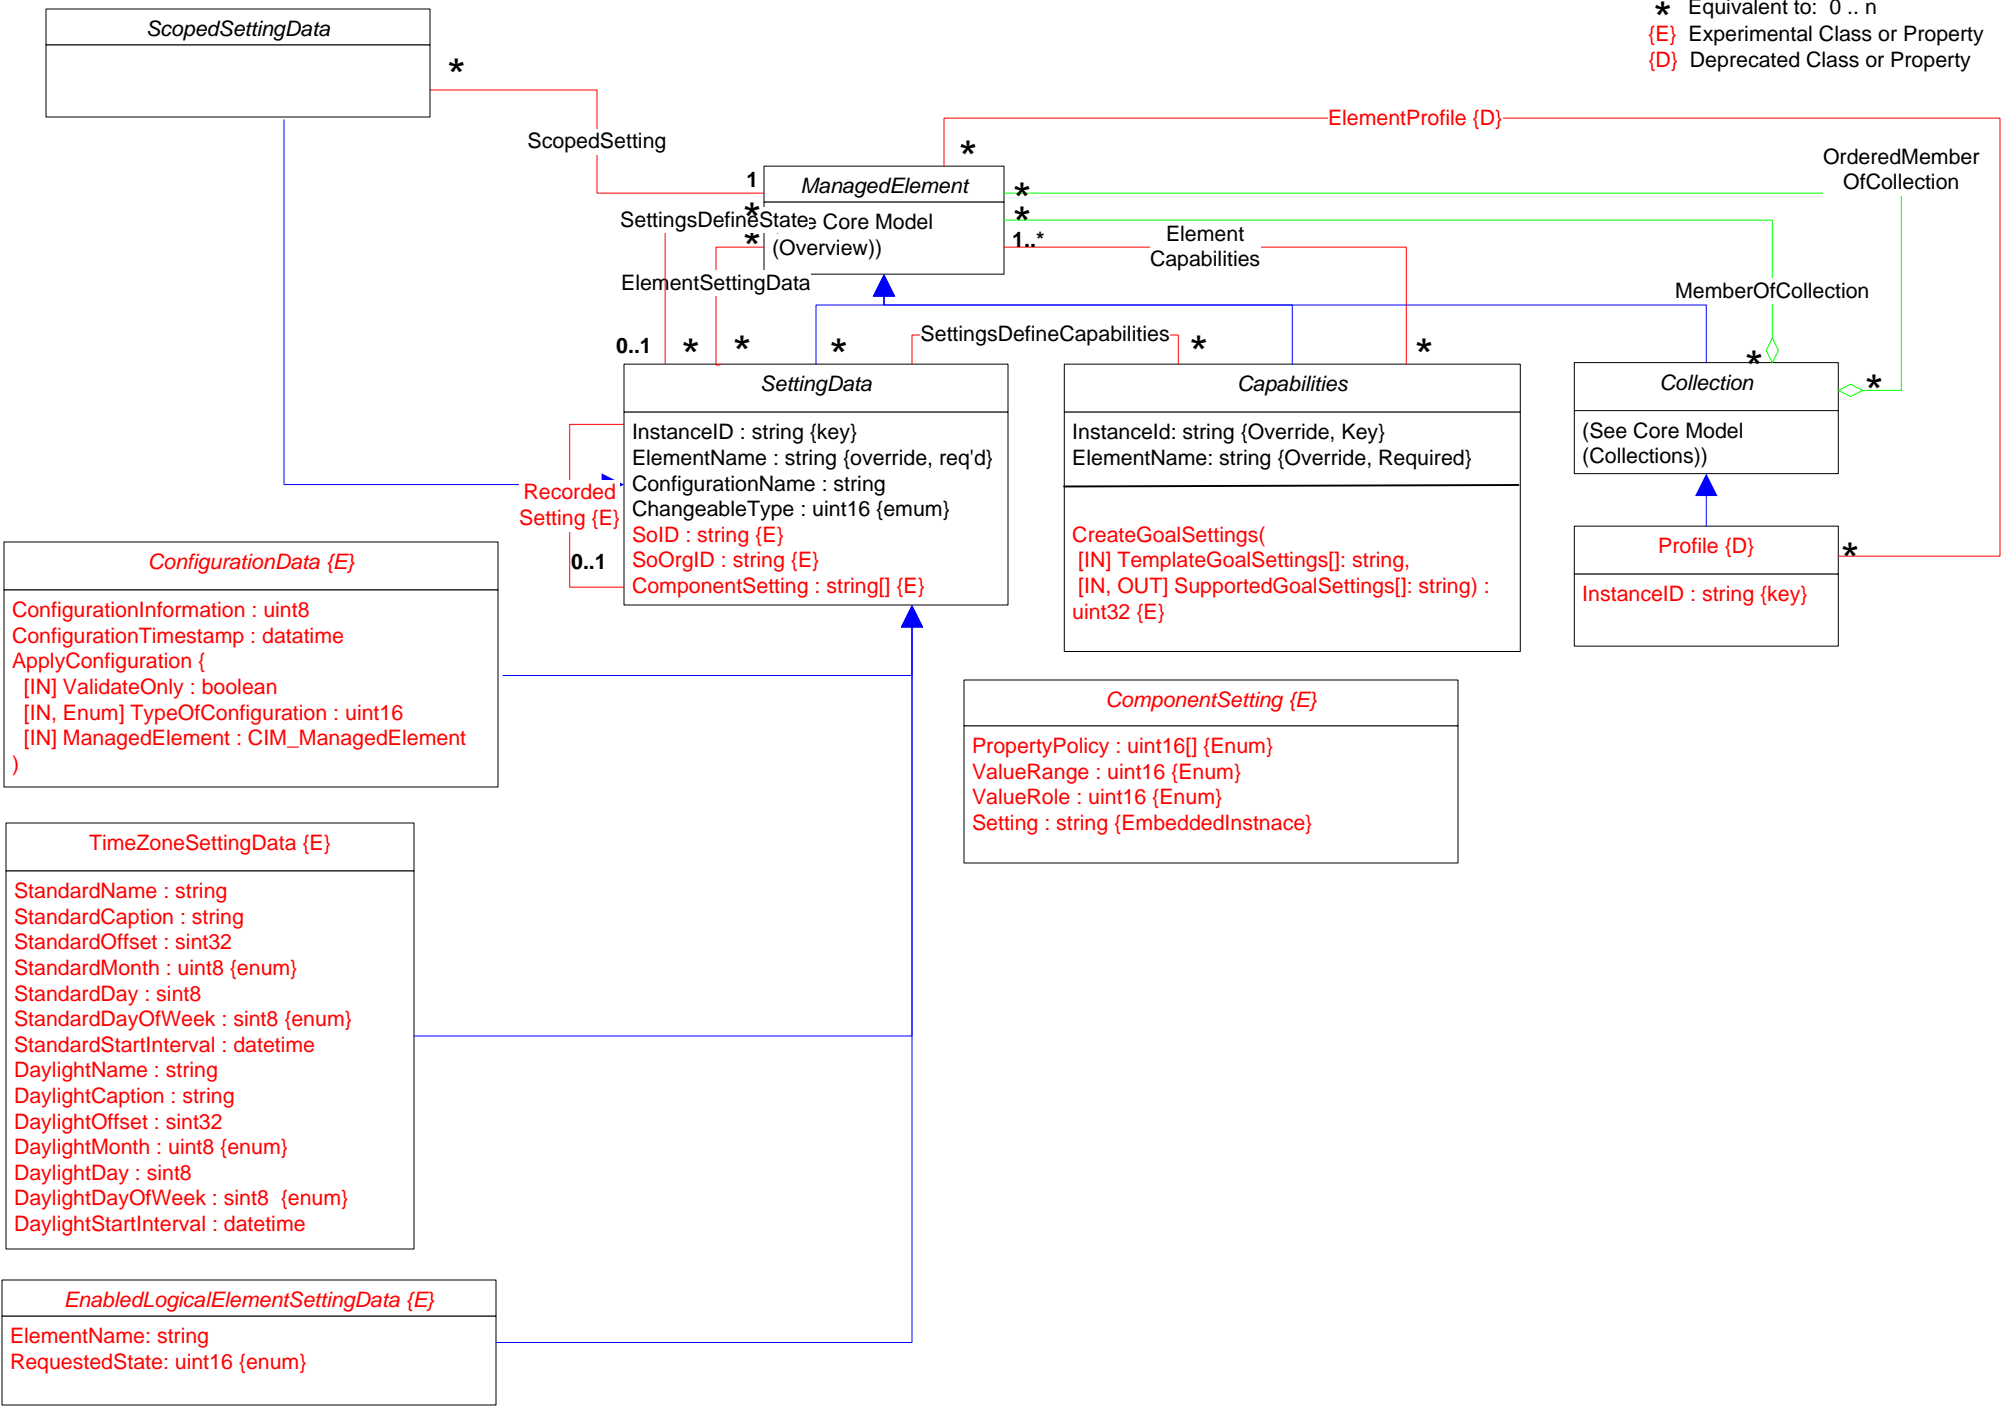 * Equivalent to: 0 .. n
{E} Experimental Class or Property
{D} Deprecated Class or Property
ScopedSettingData
*
ScopedSetting
1
ElementProfile {D}
*
ManagedElement
e Core Model
(Overview))
*
*
1..*
*
SettingsDefineState
*
ElementSettingData
Element
Capabilities
OrderedMember
OfCollection
MemberOfCollection
0..1
*
*
*
SettingsDefineCapabilities
*
*
*
*
SettingData
InstanceID : string {key}
ElementName : string {override, req'd}
ConfigurationName : string
ChangeableType : uint16 {emum}
SoID : string {E}
SoOrgID : string {E}
ComponentSetting : string[] {E}
Recorded
Setting {E}
0..1
Capabilities
InstanceId: string {Override, Key}
ElementName: string {Override, Required}
CreateGoalSettings(
[IN] TemplateGoalSettings[]: string,
[IN, OUT] SupportedGoalSettings[]: string) :
uint32 {E}
Collection
(See Core Model
(Collections))
Profile {D}
*
InstanceID : string {key}
ConfigurationData {E}
ConfigurationInformation : uint8
ConfigurationTimestamp : datatime
ApplyConfiguration {
[IN] ValidateOnly : boolean
[IN, Enum] TypeOfConfiguration : uint16
[IN] ManagedElement : CIM_ManagedElement
)
ComponentSetting {E}
PropertyPolicy : uint16[] {Enum}
ValueRange : uint16 {Enum}
ValueRole : uint16 {Enum}
Setting : string {EmbeddedInstnace}
TimeZoneSettingData {E}
StandardName : string
StandardCaption : string
StandardOffset : sint32
StandardMonth : uint8 {enum}
StandardDay : sint8
StandardDayOfWeek : sint8 {enum}
StandardStartInterval : datetime
DaylightName : string
DaylightCaption : string
DaylightOffset : sint32
DaylightMonth : uint8 {enum}
DaylightDay : sint8
DaylightDayOfWeek : sint8 {enum}
DaylightStartInterval : datetime
EnabledLogicalElementSettingData {E}
ElementName: string
RequestedState: uint16 {enum}